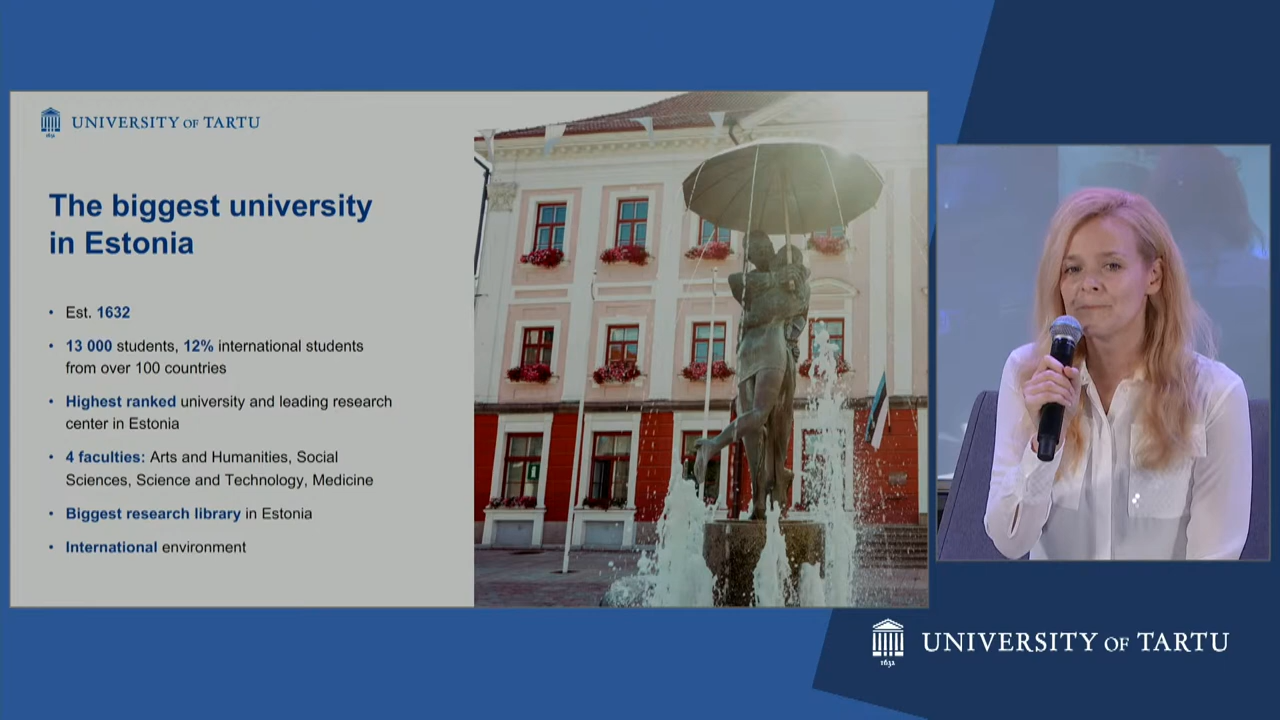 UNIVERSITY OF TARTU
1632
The biggest university
in Estonia
• Est. 1632
• 13 000 students, 12% international students
from over 100 countries
• Highest ranked university and leading research
center in Estonia
• 4 faculties: Arts and Humanities, Social
Sciences, Science and Technology, Medicine
• Biggest research library in Estonia
• International environment
UNIVERSITY OF TARTU
1632